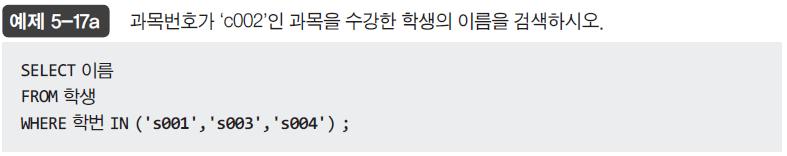 예제 5-17a 과목번호가 ‘c002’인 과목을 수강한 학생의 이름을 검색하시오.
SELECT 이름
FROM 학생
WHERE 학번 IN ('s001','s003','s004') ;